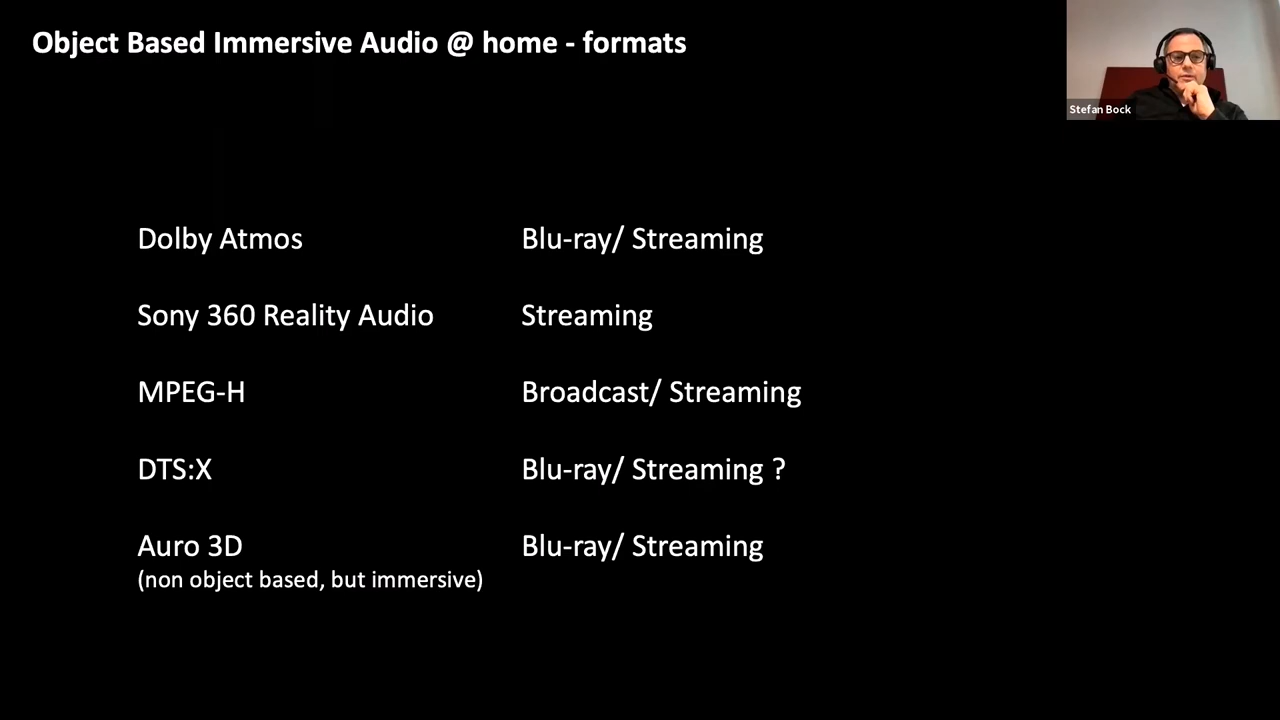 Object Based Immersive Audio @ home - formats
Stefan Bock
Dolby Atmos Blu-ray/ Streaming
Sony 360 Reality Audio Streaming
MPEG-H Broadcast/ Streaming
DTS:X Blu-ray/ Streaming ?
Auro 3D Blu-ray/ Streaming
(non object based, but immersive)